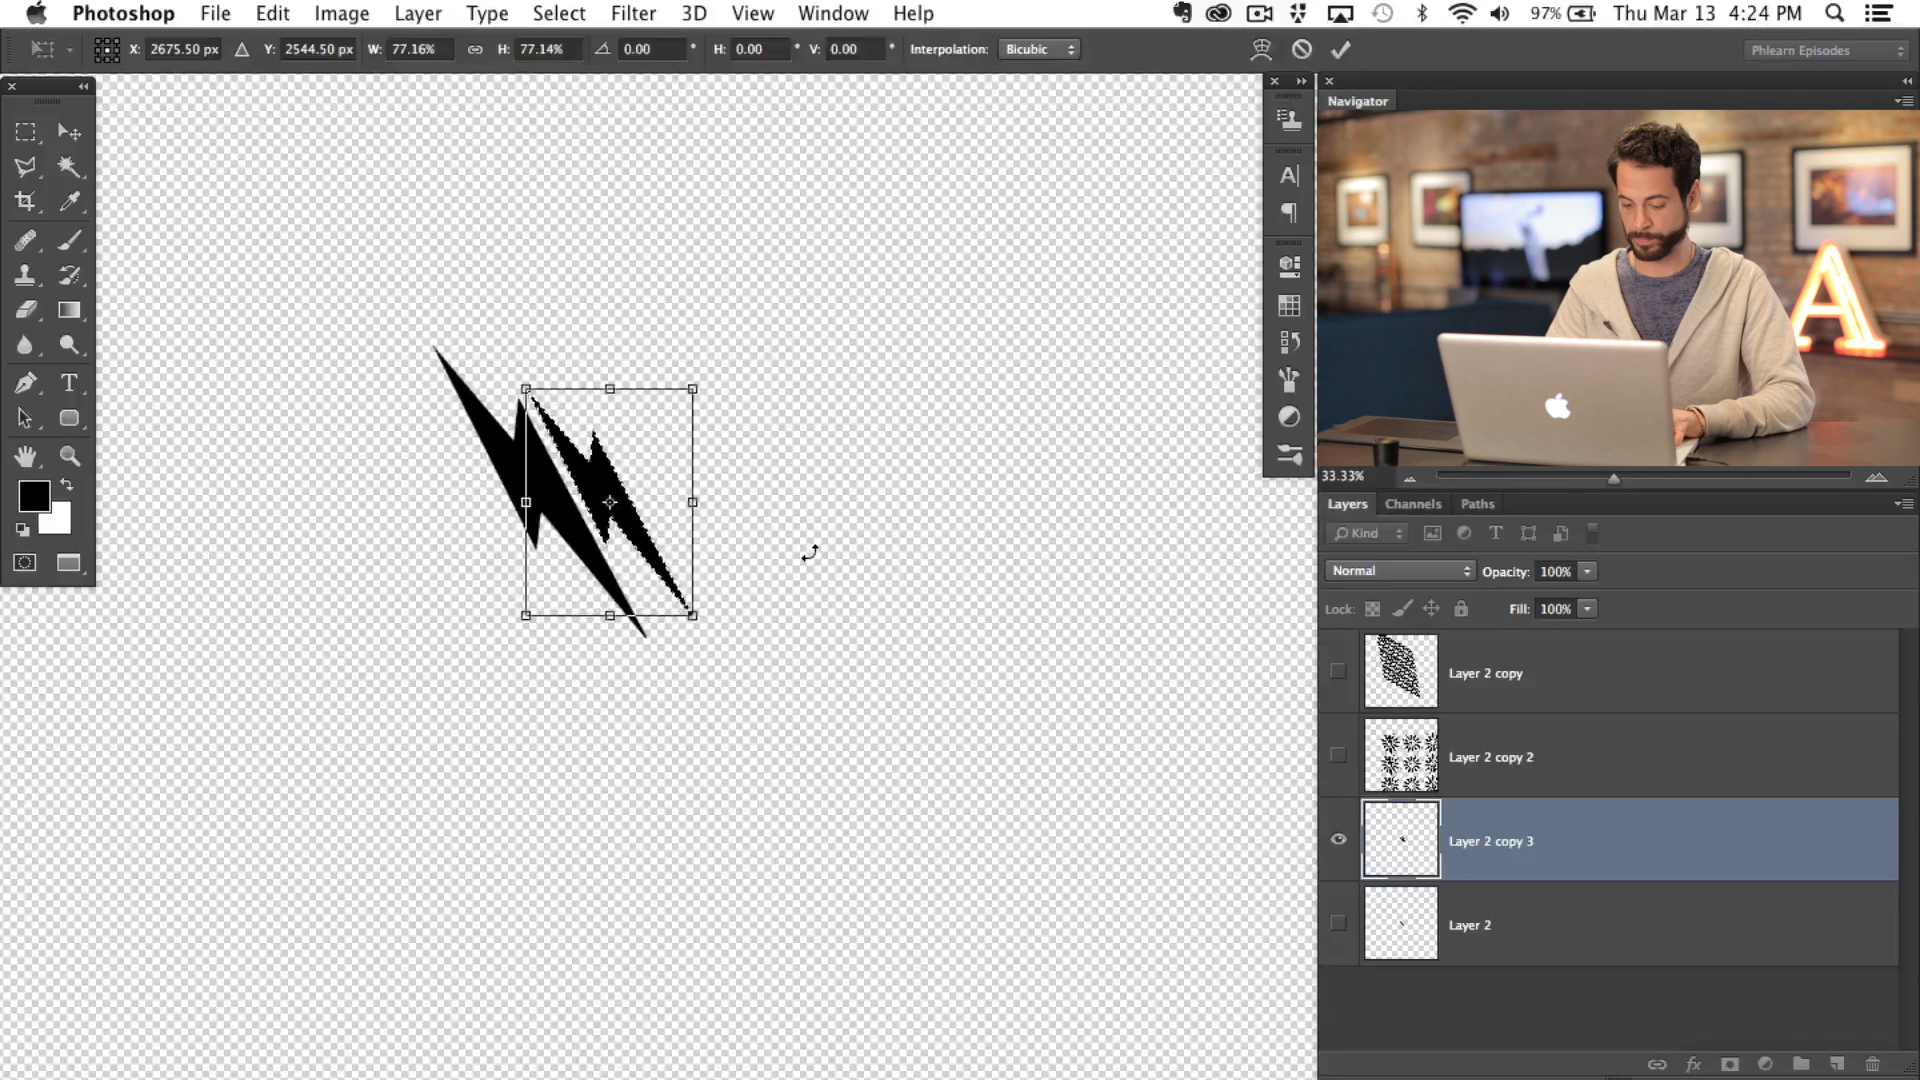 Photoshop File Edit Image Layer Type Select Filter 3D View Window Help 97% Thu Mar 13 4:24 PM
X: 2675.50 px Y: 2544.50 px W: 77.16% H: 77.14% 0.00 ° H: 0.00 ° V: 0.00 ° Interpolation: Bicubic Phlearn Episodes
Navigator
A
33.33%
Layers Channels Paths
Kind
Normal Opacity: 100%
Lock: Fill: 100%
Layer 2 copy
Layer 2 copy 2
Layer 2 copy 3
Layer 2
fx